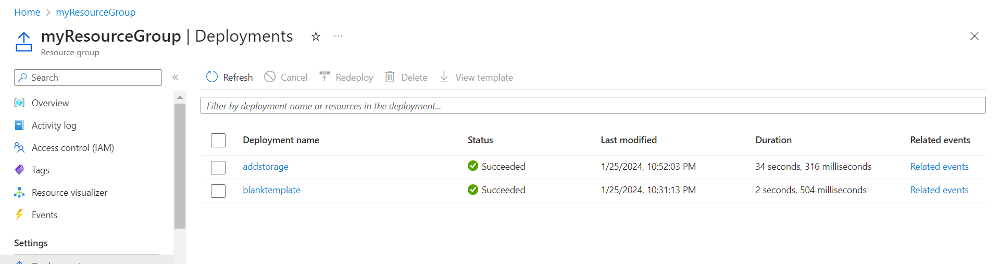 Home > myResourceGroup
myResourceGroup | Deployments ...
Resource group
Search «
Overview
Activity log
Access control (IAM)
Tags
Resource visualizer
Events
Settings
Refresh Cancel Redeploy Delete View template
Filter by deployment name or resources in the deployment...
Deployment name Status Last modified Duration Related events
addstorage Succeeded 1/25/2024, 10:52:03 PM 34 seconds, 316 milliseconds Related events
blanktemplate Succeeded 1/25/2024, 10:31:13 PM 2 seconds, 504 milliseconds Related events